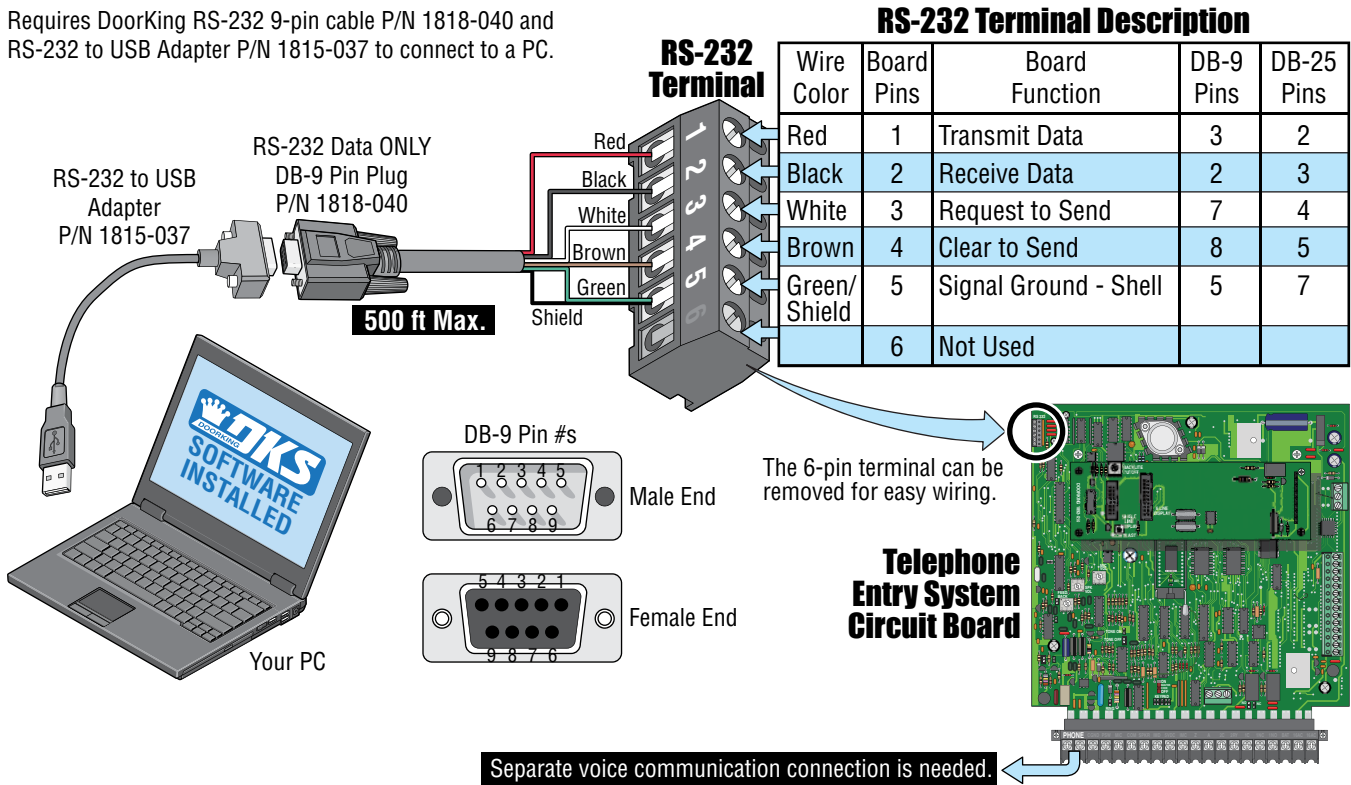 Requires DoorKing RS-232 9-pin cable P/N 1818-040 and
RS-232 to USB Adapter P/N 1815-037 to connect to a PC.
RS-232 Terminal Description
RS-232
Terminal
Wire Color | Board Pins | Board Function | DB-9 Pins | DB-25 Pins
Red | 1 | Transmit Data | 3 | 2
Black | 2 | Receive Data | 2 | 3
White | 3 | Request to Send | 7 | 4
Brown | 4 | Clear to Send | 8 | 5
Green/ Shield | 5 | Signal Ground - Shell | 5 | 7
6 | Not Used
RS-232 to USB
Adapter
P/N 1815-037
RS-232 Data ONLY
DB-9 Pin Plug
P/N 1818-040
Red
Black
White
Brown
Green
Shield
1
2
3
4
5
6
500 ft Max.
DOORKING
DKS
SOFTWARE
INSTALLED
Your PC
DB-9 Pin #s
1 2 3 4 5
6 7 8 9
Male End
5 4 3 2 1
9 8 7 6
Female End
The 6-pin terminal can be
removed for easy wiring.
Telephone
Entry System
Circuit Board
RS-232
PHONE
Separate voice communication connection is needed.